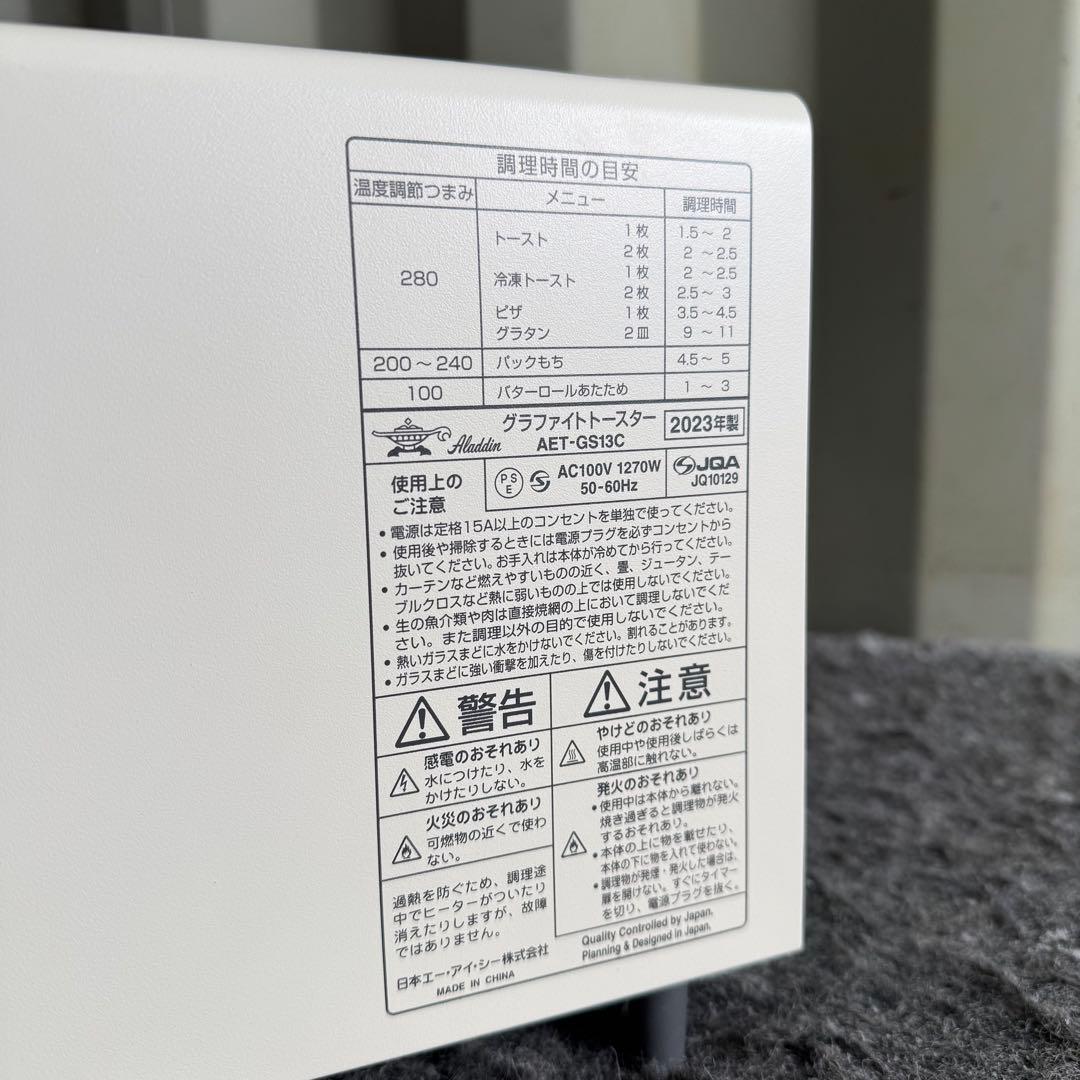 調理時間の目安
温度調節つまみ メニュー 調理時間
280
トースト 1枚 1.5～ 2
2枚 2 ～2.5
冷凍トースト 1枚 2 ～2.5
2枚 2.5～ 3
ピザ 1枚 3.5～4.5
グラタン 2皿 9 ～ 11
200～240 パックもち 4.5～ 5
100 バターロールあたため 1 ～ 3
Aladdin
グラファイトトースター
AET-GS13C
2023年製
使用上の
ご注意
PSE
AC100V 1270W
50-60Hz
JQA
JQ10129
•電源は定格15A以上のコンセントを単独で使ってください。
•使用後や掃除するときには電源プラグを必ずコンセントから
抜いてください。お手入れは本体が冷めてから行ってください。
•カーテンなど燃えやすいものの近く、畳、ジュータン、テー
ブルクロスなど熱に弱いものの上では使用しないでください。
•生の魚介類や肉は直接焼網の上において調理しないでくだ
さい。また調理以外の目的で使用しないでください。
•熱いガラスまどに水をかけないでください。割れることがあります。
•ガラスまどに強い衝撃を加えたり、傷を付けたりしないでください。
警告
感電のおそれあり
水につけたり、水を
かけたりしない。
火災のおそれあり
可燃物の近くで使わ
ない。
過熱を防ぐため、調理途
中でヒーターがついたり
消えたりしますが、故障
ではありません。
日本エー・アイ・シー株式会社
MADE IN CHINA
注意
やけどのおそれあり
使用中や使用後しばらくは
高温部に触れない。
発火のおそれあり
•使用中は本体から離れない。
焼き過ぎると調理物が発火
するおそれあり。
•本体の上に物を載せたり、
本体の下に物を入れて使わない。
•調理物が発煙・発火した場合は、
扉を開けない。すぐにタイマー
を切り、電源プラグを抜く。
Quality Controlled by Japan.
Planning & Designed in Japan.